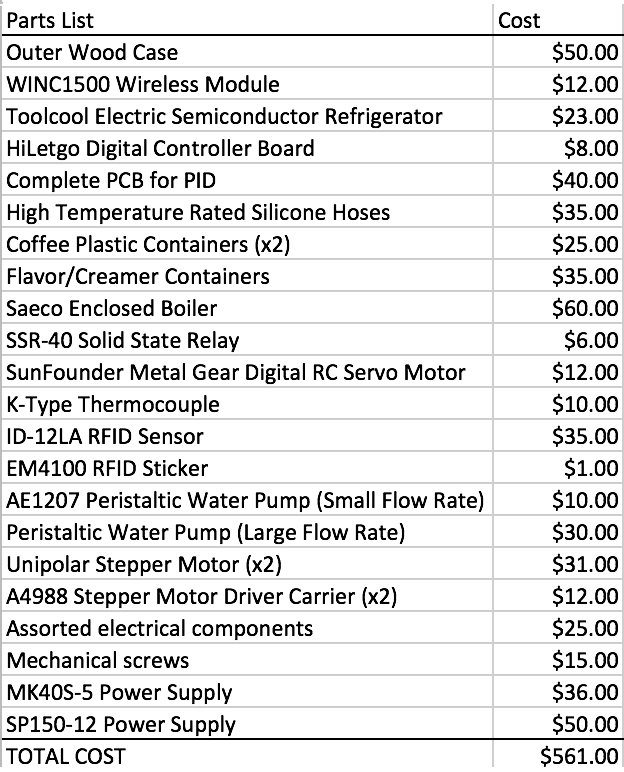 Parts List Cost
Outer Wood Case $50.00
WINC1500 Wireless Module $12.00
Toolcool Electric Semiconductor Refrigerator $23.00
HiLetgo Digital Controller Board $8.00
Complete PCB for PID $40.00
High Temperature Rated Silicone Hoses $35.00
Coffee Plastic Containers (x2) $25.00
Flavor/Creamer Containers $35.00
Saeco Enclosed Boiler $60.00
SSR-40 Solid State Relay $6.00
SunFounder Metal Gear Digital RC Servo Motor $12.00
K-Type Thermocouple $10.00
ID-12LA RFID Sensor $35.00
EM4100 RFID Sticker $1.00
AE1207 Peristaltic Water Pump (Small Flow Rate) $10.00
Peristaltic Water Pump (Large Flow Rate) $30.00
Unipolar Stepper Motor (x2) $31.00
A4988 Stepper Motor Driver Carrier (x2) $12.00
Assorted electrical components $25.00
Mechanical screws $15.00
MK40S-5 Power Supply $36.00
SP150-12 Power Supply $50.00
TOTAL COST $561.00